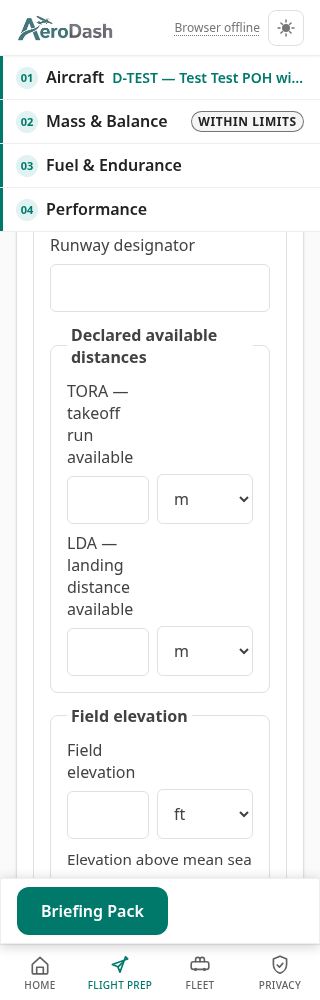 AeroDash
Browser offline
01 Aircraft D-TEST — Test Test POH wi...
02 Mass & Balance WITHIN LIMITS
03 Fuel & Endurance
04 Performance
Runway designator
Declared available
distances
TORA —
takeoff
run
available
m
LDA —
landing
distance
available
m
Field elevation
Field
elevation
ft
Elevation above mean sea
Briefing Pack
HOME
FLIGHT PREP
FLEET
PRIVACY